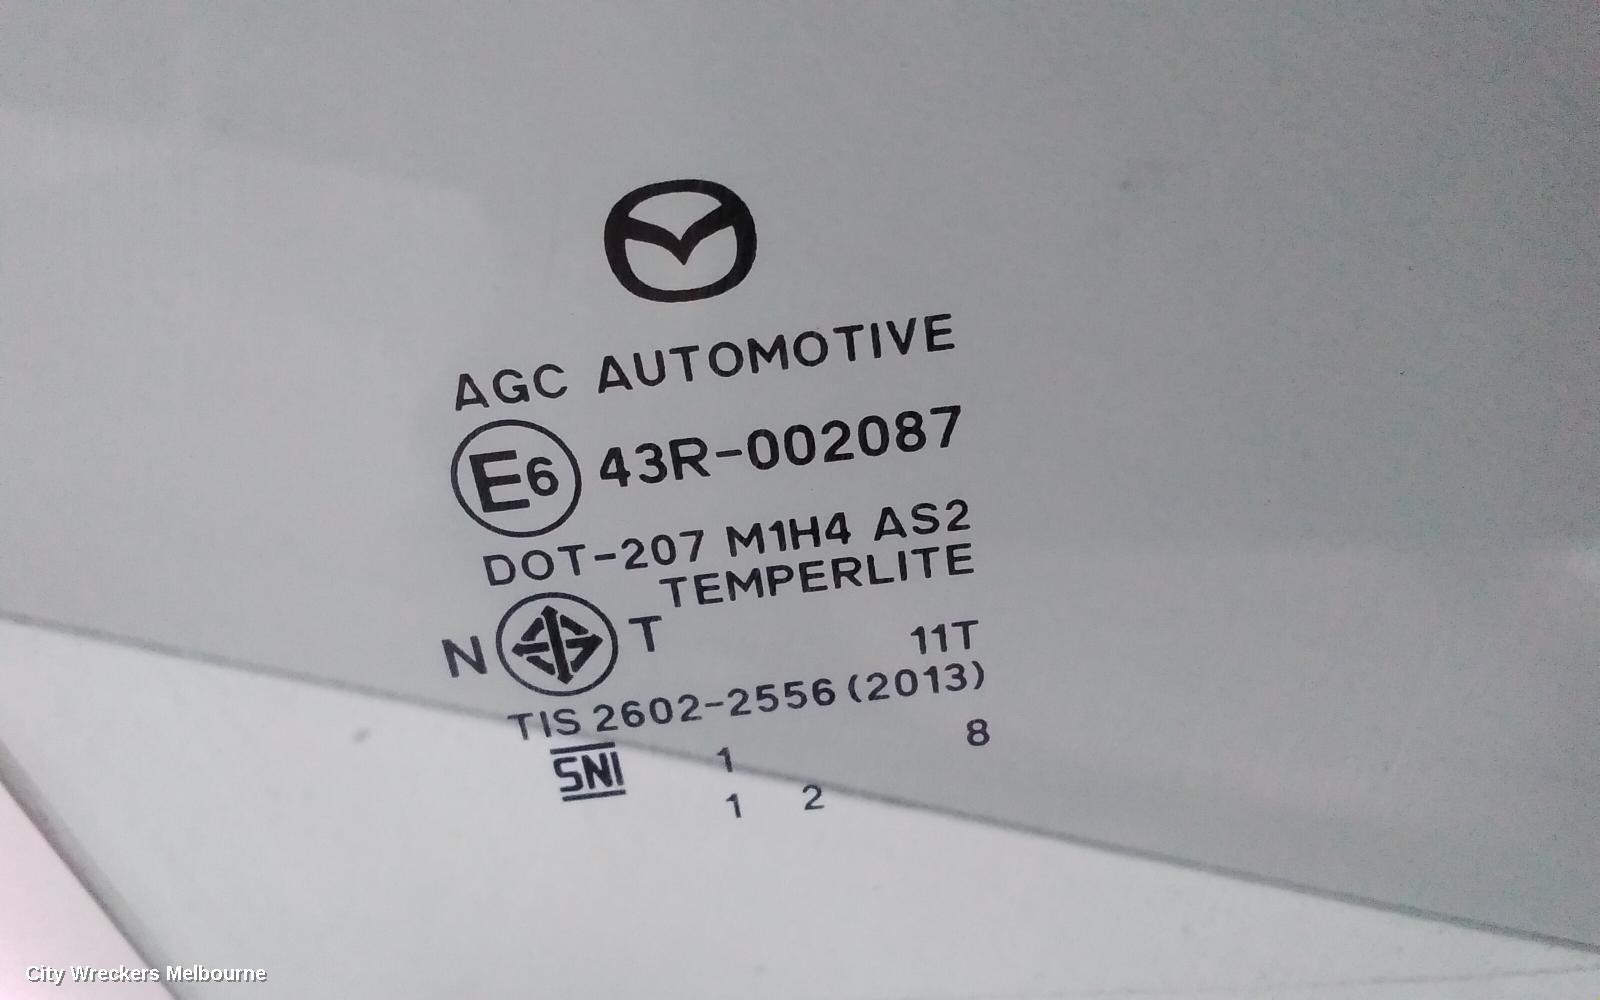 AGC AUTOMOTIVE
E6 43R-002087
DOT-207 M1H4 AS2
TEMPERLITE
N T 11T
TIS 2602-2556 (2013)
SNI 1 8
1 2
City Wreckers Melbourne